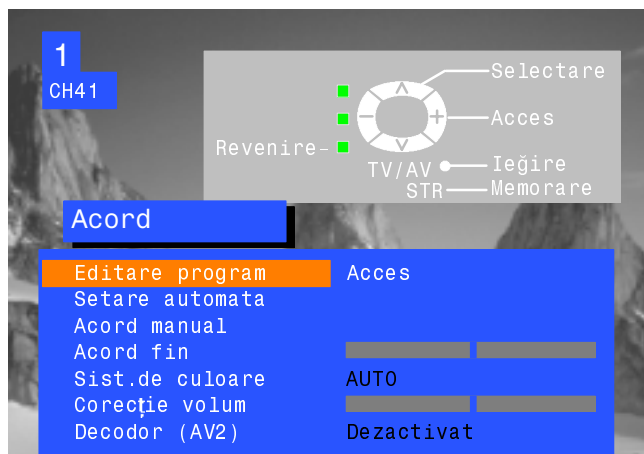 1
CH41
Selectare
Acces
Revenire-
TV/AV Ieğire
STR Memorare
Acord
Editare program Acces
Setare automata
Acord manual
Acord fin
Sist.de culoare AUTO
Corecţie volum
Decodor (AV2) Dezactivat